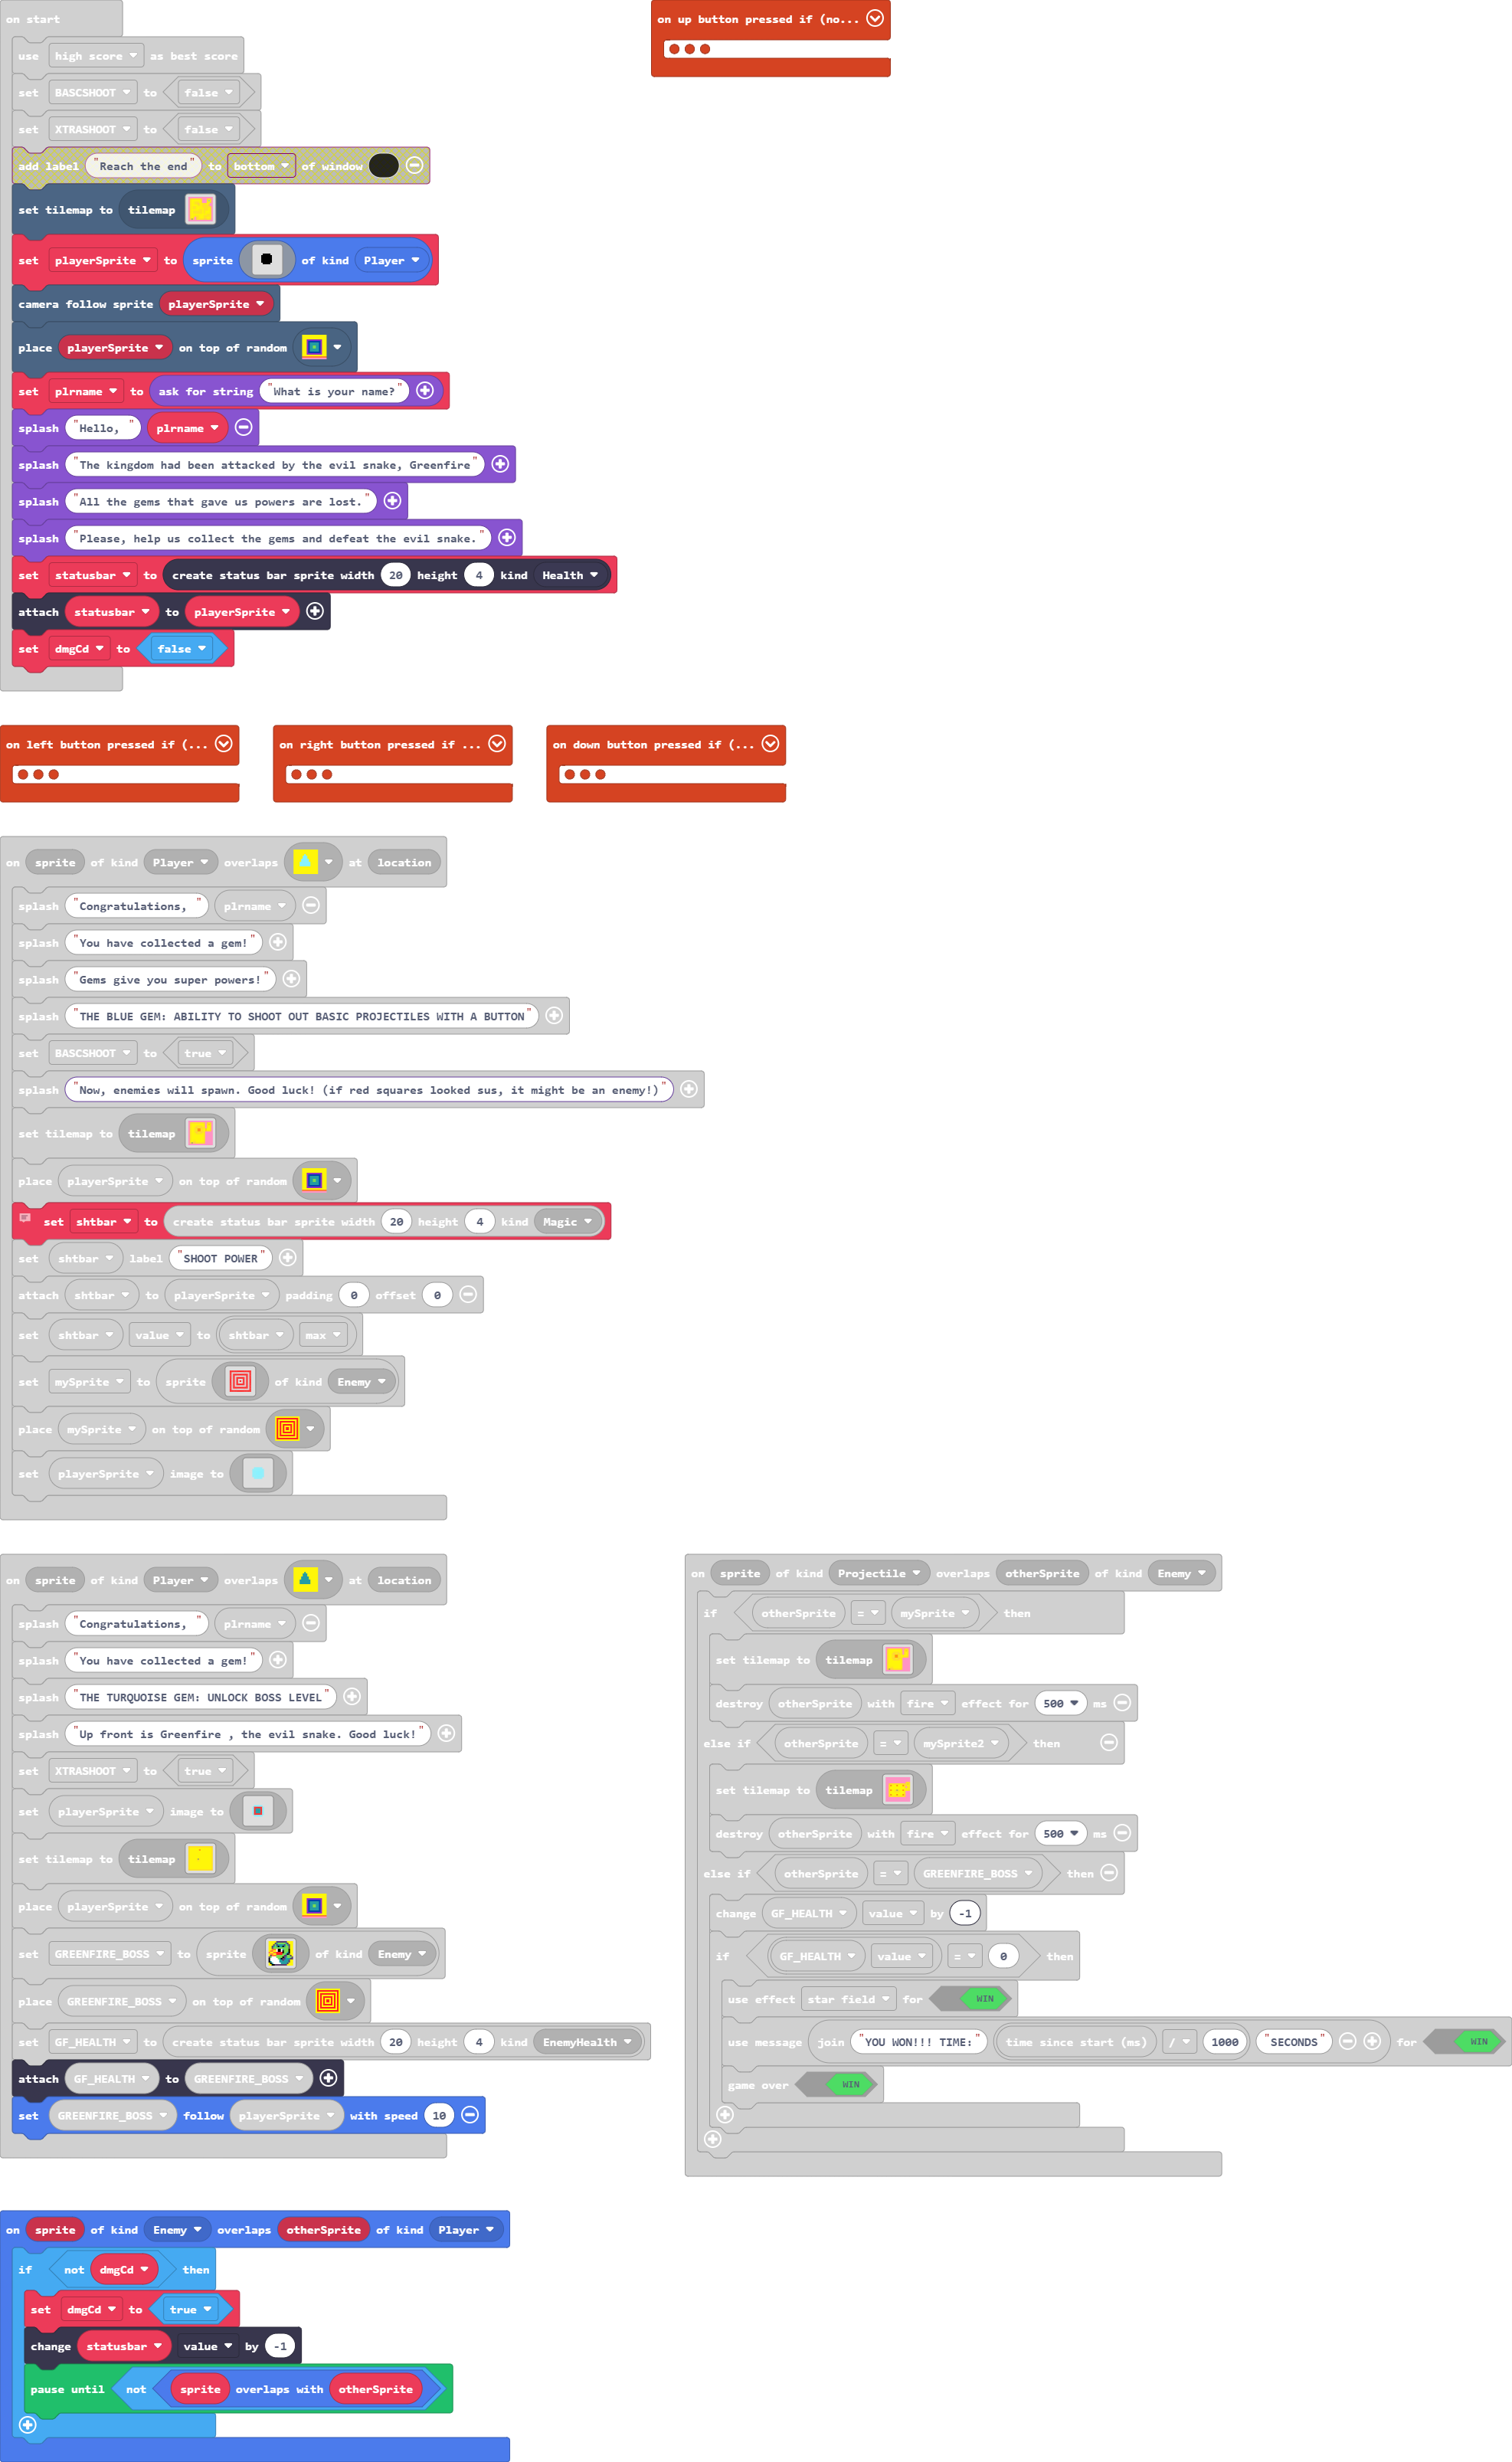 on start
use high score as best score
set BASCSHOOT to false
set XTRASHOOT to false
add label "Reach the end" to bottom of window
set tilemap to tilemap
set playerSprite to sprite of kind Player
camera follow sprite playerSprite
place playerSprite on top of random
set plrname to ask for string "What is your name?"
splash "Hello, " plrname
splash "The kingdom had been attacked by the evil snake, Greenfire"
splash "All the gems that gave us powers are lost."
splash "Please, help us collect the gems and defeat the evil snake."
set statusbar to create status bar sprite width 20 height 4 kind Health
attach statusbar to playerSprite
set dmgCd to false
on up button pressed if (no...
on left button pressed if (...
on right button pressed if ...
on down button pressed if (...
on sprite of kind Player overlaps at location
splash "Congratulations, " plrname
splash "You have collected a gem!"
splash "Gems give you super powers!"
splash "THE BLUE GEM: ABILITY TO SHOOT OUT BASIC PROJECTILES WITH A BUTTON"
set BASCSHOOT to true
splash "Now, enemies will spawn. Good luck! (if red squares looked sus, it might be an enemy!)"
set tilemap to tilemap
place playerSprite on top of random
set shtbar to create status bar sprite width 20 height 4 kind Magic
set shtbar label "SHOOT POWER"
attach shtbar to playerSprite padding 0 offset 0
set shtbar value to shtbar max
set mySprite to sprite of kind Enemy
place mySprite on top of random
set playerSprite image to
on sprite of kind Player overlaps at location
splash "Congratulations, " plrname
splash "You have collected a gem!"
splash "THE TURQUOISE GEM: UNLOCK BOSS LEVEL"
splash "Up front is Greenfire , the evil snake. Good luck!"
set XTRASHOOT to true
set playerSprite image to
set tilemap to tilemap
place playerSprite on top of random
set GREENFIRE_BOSS to sprite of kind Enemy
place GREENFIRE_BOSS on top of random
set GF_HEALTH to create status bar sprite width 20 height 4 kind EnemyHealth
attach GF_HEALTH to GREENFIRE_BOSS
set GREENFIRE_BOSS follow playerSprite with speed 10
on sprite of kind Projectile overlaps otherSprite of kind Enemy
if otherSprite = mySprite then
set tilemap to tilemap
destroy otherSprite with fire effect for 500 ms
else if otherSprite = mySprite2 then
set tilemap to tilemap
destroy otherSprite with fire effect for 500 ms
else if otherSprite = GREENFIRE_BOSS then
change GF_HEALTH value by -1
if GF_HEALTH value = 0 then
use effect star field for WIN
use message join "YOU WON!!! TIME:" time since start (ms) / 1000 "SECONDS" for WIN
game over WIN
on sprite of kind Enemy overlaps otherSprite of kind Player
if not dmgCd then
set dmgCd to true
change statusbar value by -1
pause until not sprite overlaps with otherSprite